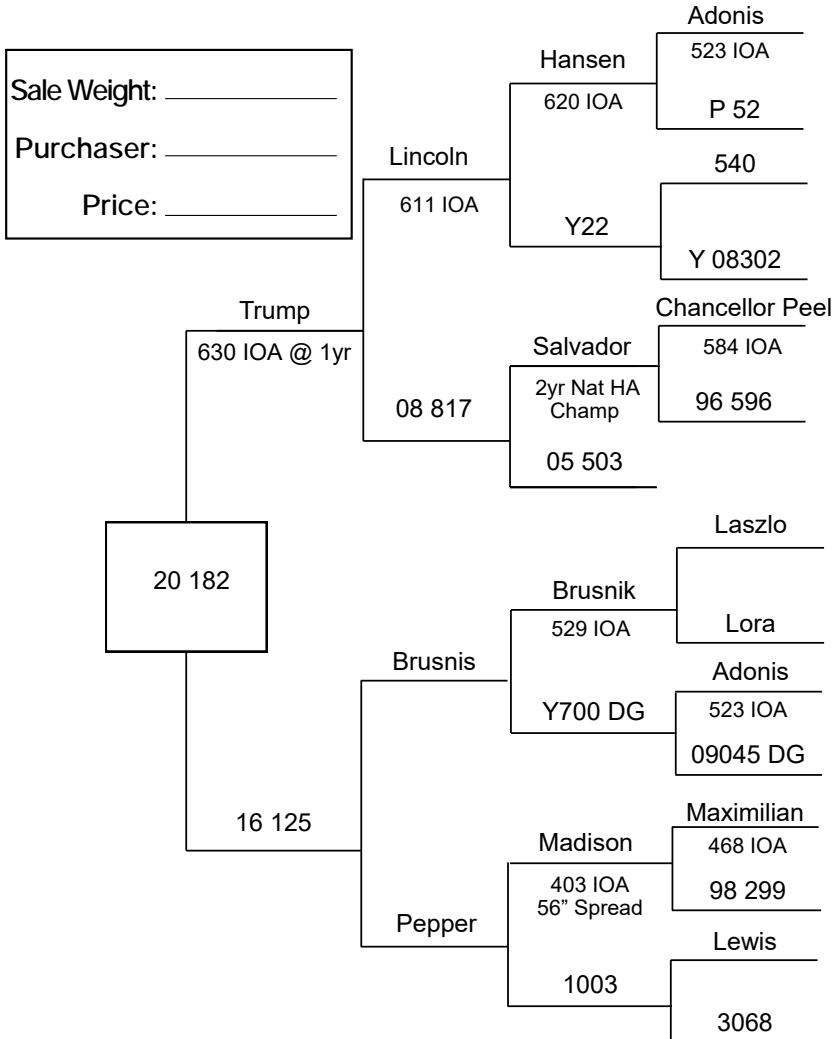 Sale Weight:
Purchaser:
Price:
Adonis
523 IOA
P 52
Hansen
620 IOA
540
Y22
Y 08302
Lincoln
611 IOA
Chancellor Peel
584 IOA
96 596
Salvador
2yr Nat HA
Champ
08 817
05 503
Trump
630 IOA @ 1yr
20 182
Laszlo
Lora
Brusnik
529 IOA
Adonis
523 IOA
09045 DG
Y700 DG
Brusnis
16 125
Maximilian
468 IOA
98 299
Madison
403 IOA
56” Spread
Pepper
Lewis
1003
3068